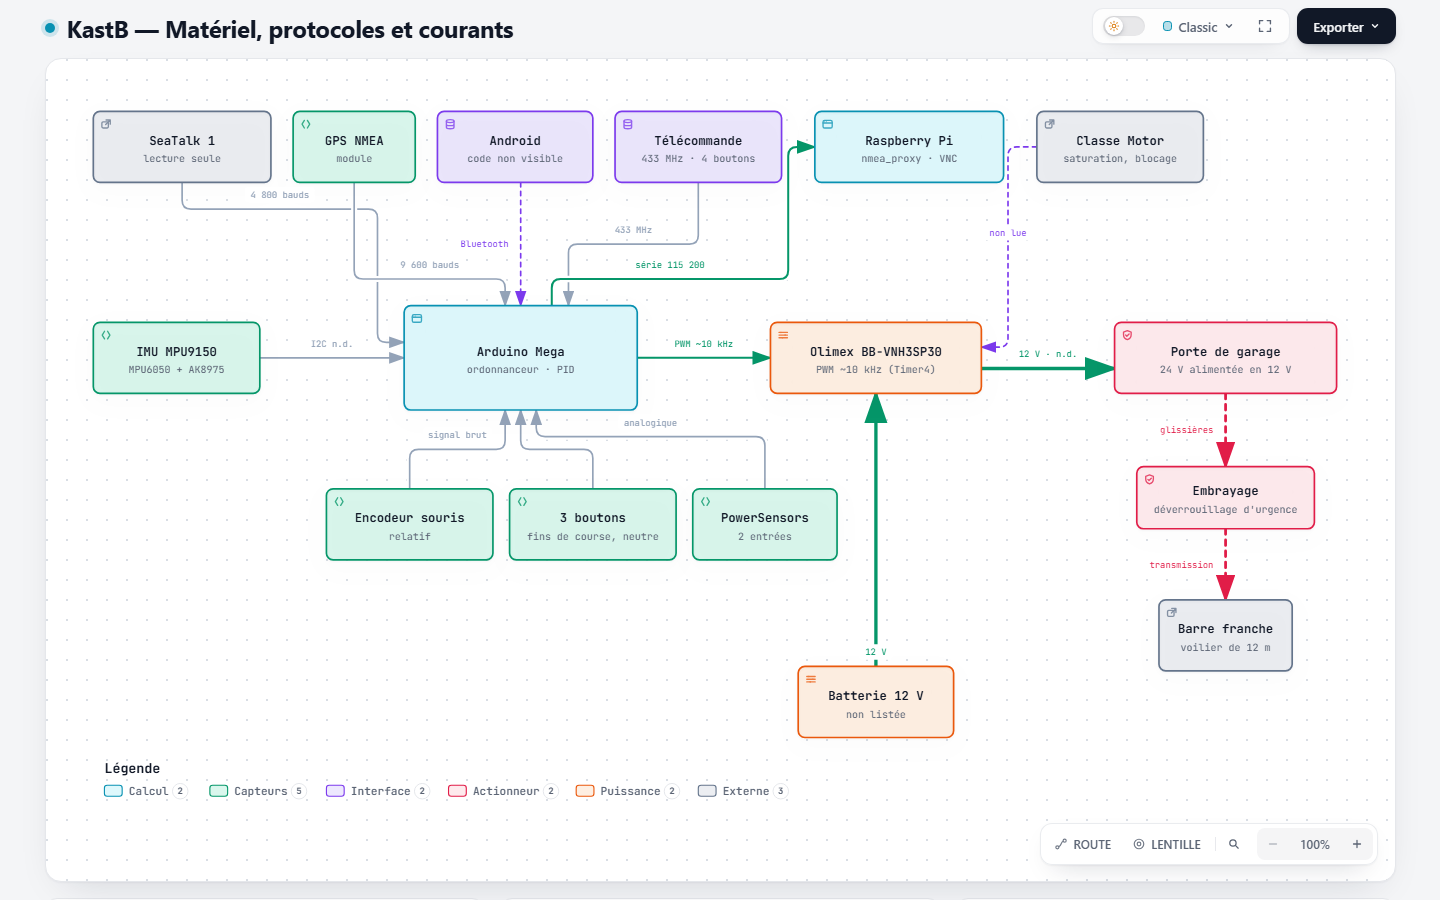 KastB — Matériel, protocoles et courants
Classic
Exporter
SeaTalk 1
lecture seule
GPS NMEA
module
Android
code non visible
Télécommande
433 MHz · 4 boutons
Raspberry Pi
nmea_proxy · VNC
Classe Motor
saturation, blocage
4 800 bauds
433 MHz
non lue
Bluetooth
9 600 bauds
série 115 200
IMU MPU9150
MPU6050 + AK8975
I2C n.d.
Arduino Mega
ordonnanceur · PID
PWM ~10 kHz
Olimex BB-VNH3SP30
PWM ~10 kHz (Timer4)
12 V · n.d.
Porte de garage
24 V alimentée en 12 V
signal brut
analogique
glissières
Encodeur souris
relatif
3 boutons
fins de course, neutre
PowerSensors
2 entrées
Embrayage
déverrouillage d'urgence
transmission
Barre franche
voilier de 12 m
12 V
Batterie 12 V
non listée
Légende
Calcul 2
Capteurs 5
Interface 2
Actionneur 2
Puissance 2
Externe 3
ROUTE
LENTILLE
− 100% +